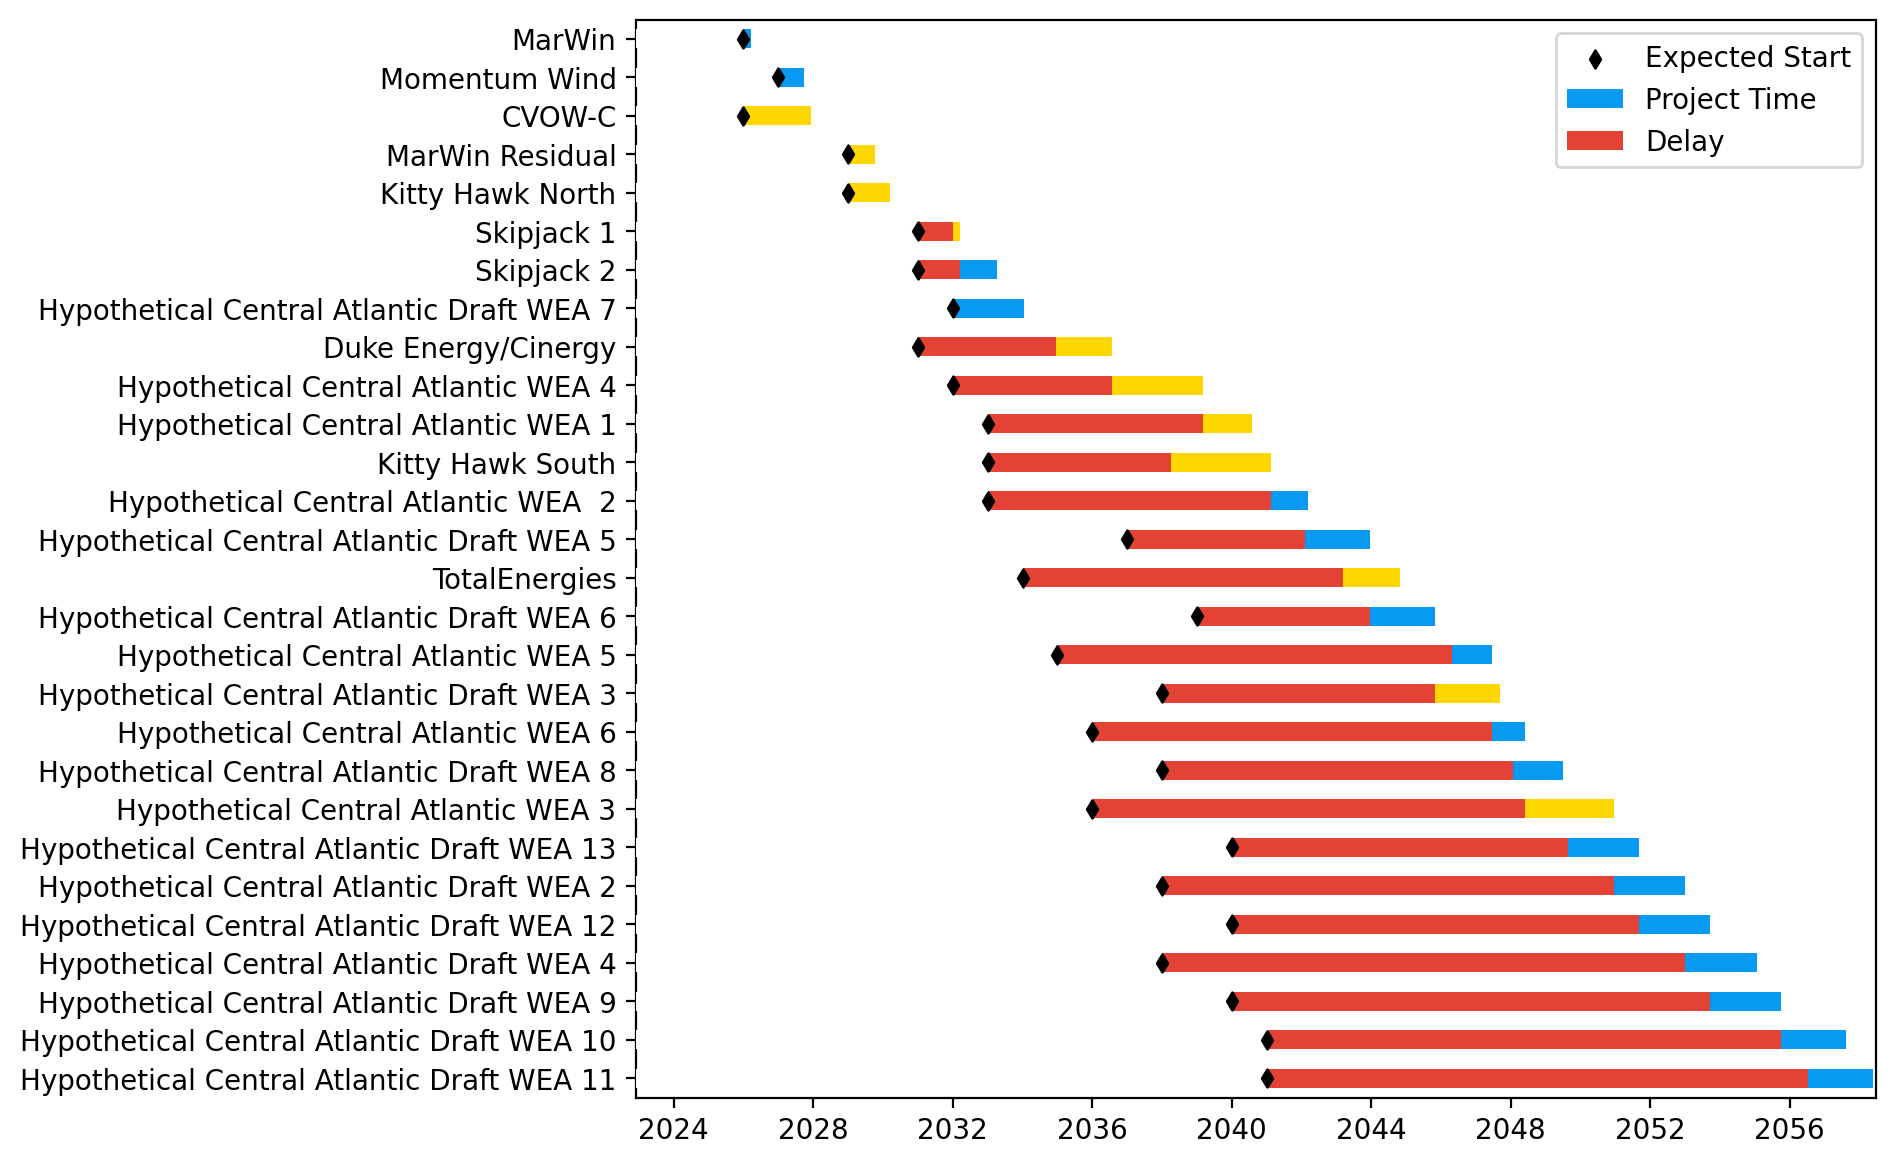 MarWin
Momentum Wind
CVOW-C
MarWin Residual
Kitty Hawk North
Skipjack 1
Skipjack 2
Hypothetical Central Atlantic Draft WEA 7
Duke Energy/Cinergy
Hypothetical Central Atlantic WEA 4
Hypothetical Central Atlantic WEA 1
Kitty Hawk South
Hypothetical Central Atlantic WEA  2
Hypothetical Central Atlantic Draft WEA 5
TotalEnergies
Hypothetical Central Atlantic Draft WEA 6
Hypothetical Central Atlantic WEA 5
Hypothetical Central Atlantic Draft WEA 3
Hypothetical Central Atlantic WEA 6
Hypothetical Central Atlantic Draft WEA 8
Hypothetical Central Atlantic WEA 3
Hypothetical Central Atlantic Draft WEA 13
Hypothetical Central Atlantic Draft WEA 2
Hypothetical Central Atlantic Draft WEA 12
Hypothetical Central Atlantic Draft WEA 4
Hypothetical Central Atlantic Draft WEA 9
Hypothetical Central Atlantic Draft WEA 10
Hypothetical Central Atlantic Draft WEA 11
Expected Start
Project Time
Delay
2024 2028 2032 2036 2040 2044 2048 2052 2056